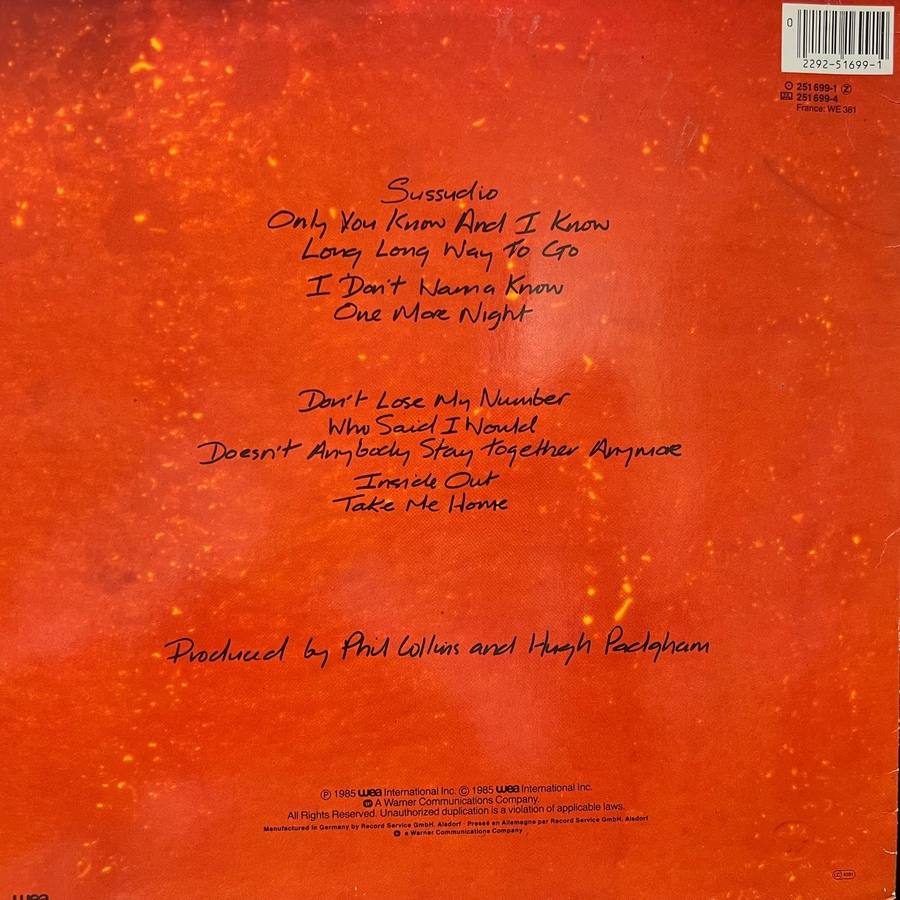 0
2292-51699-1
251 699-1 Z
251 699-4
France: WE 381
Sussudio
Only You Know And I Know
Long Long Way To Go
I Don't Wanna Know
One More Night
Don't Lose My Number
Who Said I Would
Doesn't Anybody Stay Together Anymore
Inside Out
Take Me Home
Produced by Phil Collins and Hugh Padgham
Ⓟ 1985 wea International Inc. © 1985 wea International Inc.
A Warner Communications Company.
All Rights Reserved. Unauthorized duplication is a violation of applicable laws.
Manufactured in Germany by Record Service GmbH, Alsdorf · Pressé en Allemagne par Record Service GmbH, Alsdorf
a Warner Communications Company
wea